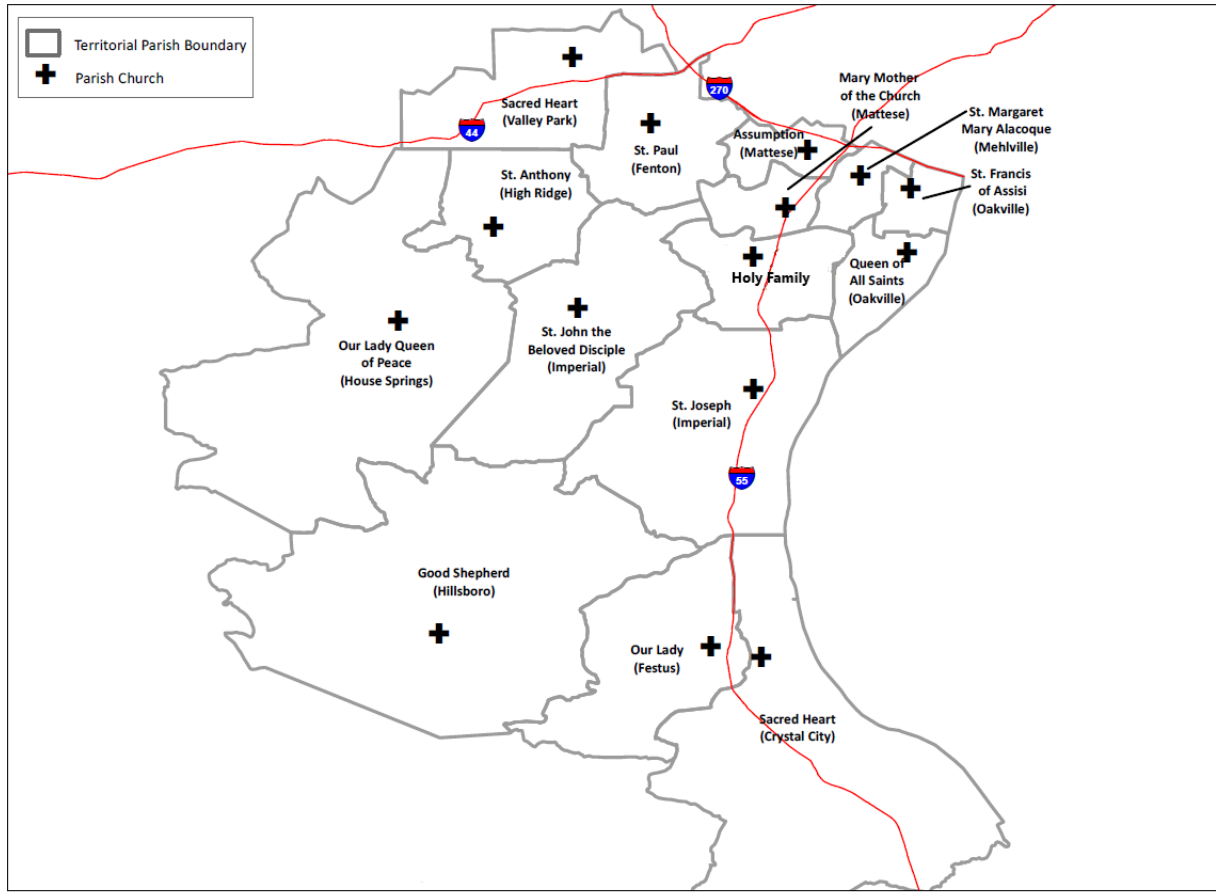 Territorial Parish Boundary
Parish Church
270
44
55
Sacred Heart
(Valley Park)
St. Paul
(Fenton)
Assumption
(Mattese)
Mary Mother
of the Church
(Mattese)
St. Margaret
Mary Alacoque
(Mehlville)
St. Francis
of Assisi
(Oakville)
St. Anthony
(High Ridge)
Holy Family
Queen of
All Saints
(Oakville)
Our Lady Queen
of Peace
(House Springs)
St. John the
Beloved Disciple
(Imperial)
St. Joseph
(Imperial)
Good Shepherd
(Hillsboro)
Our Lady
(Festus)
Sacred Heart
(Crystal City)